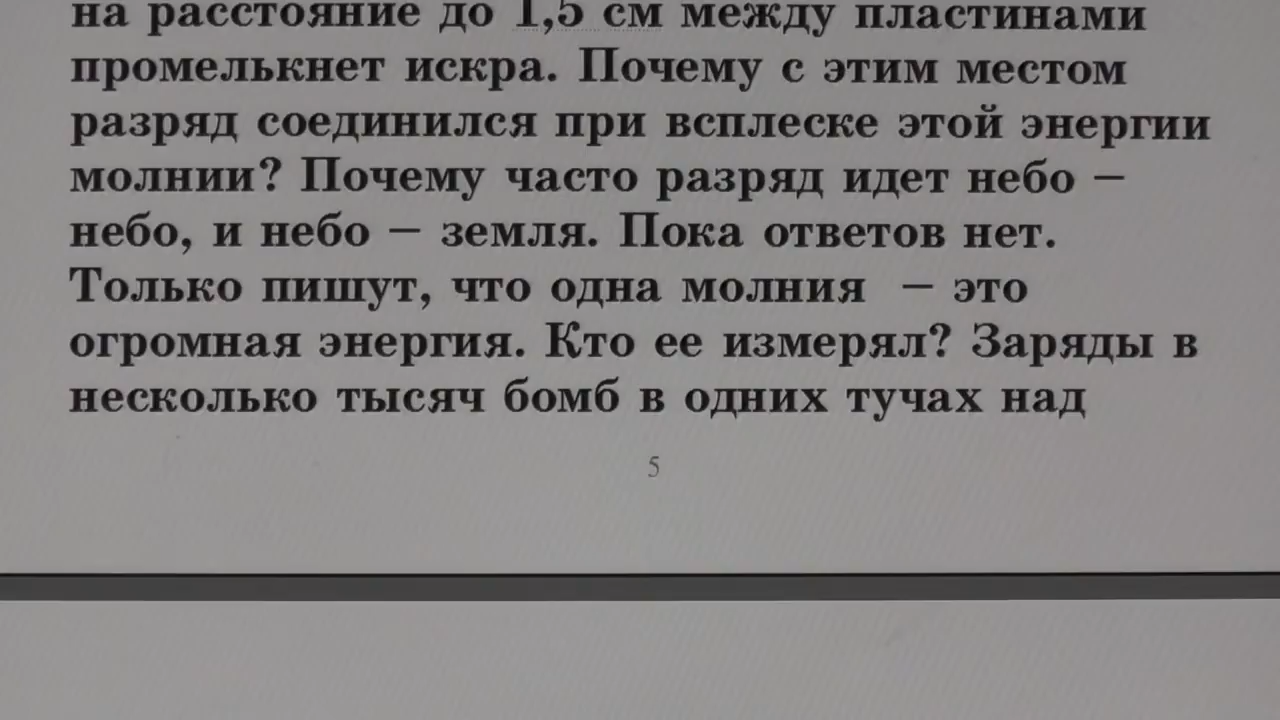 на расстояние до 1,5 см между пластинами
промелькнет искра. Почему с этим местом
разряд соединился при всплеске этой энергии
молнии? Почему часто разряд идет небо –
небо, и небо – земля. Пока ответов нет.
Только пишут, что одна молния – это
огромная энергия. Кто ее измерял? Заряды в
несколько тысяч бомб в одних тучах над
5